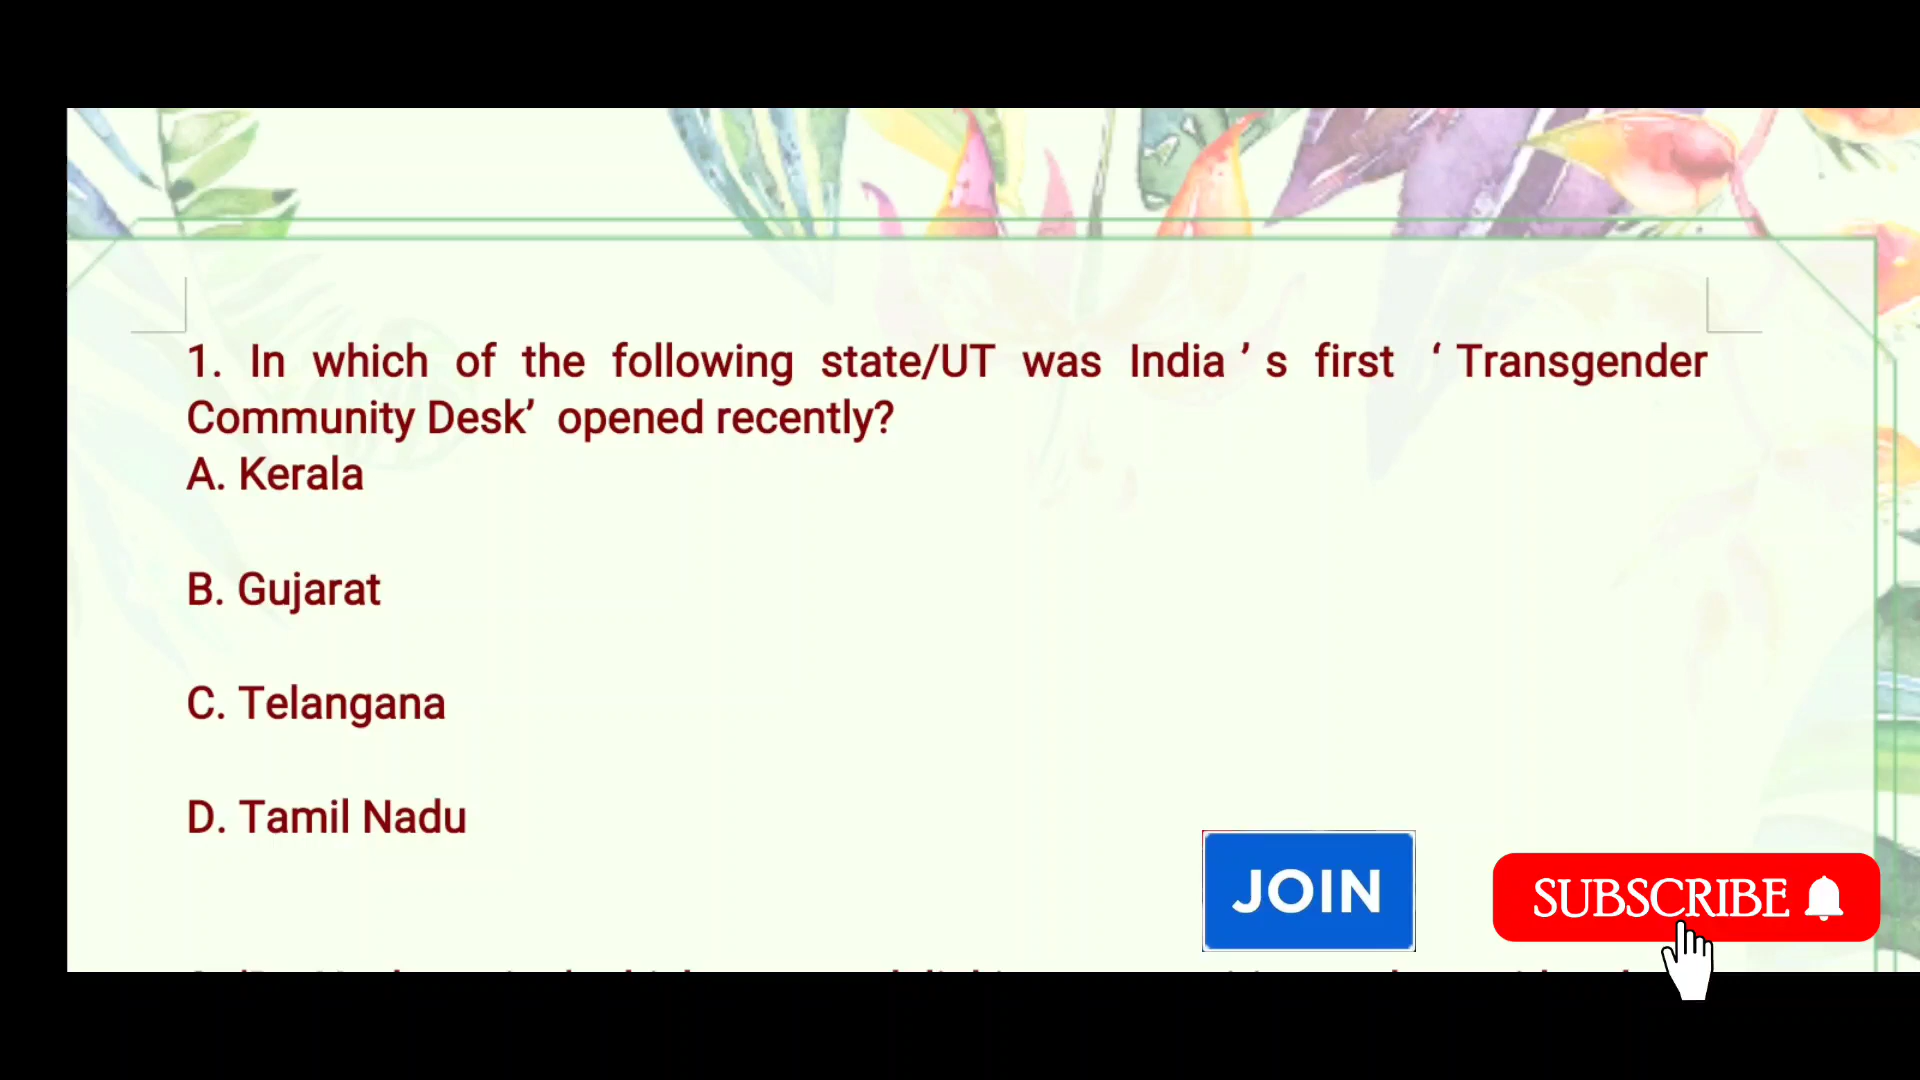 1. In which of the following state/UT was India’s first ‘Transgender
Community Desk’ opened recently?
A. Kerala
B. Gujarat
C. Telangana
D. Tamil Nadu
JOIN
SUBSCRIBE